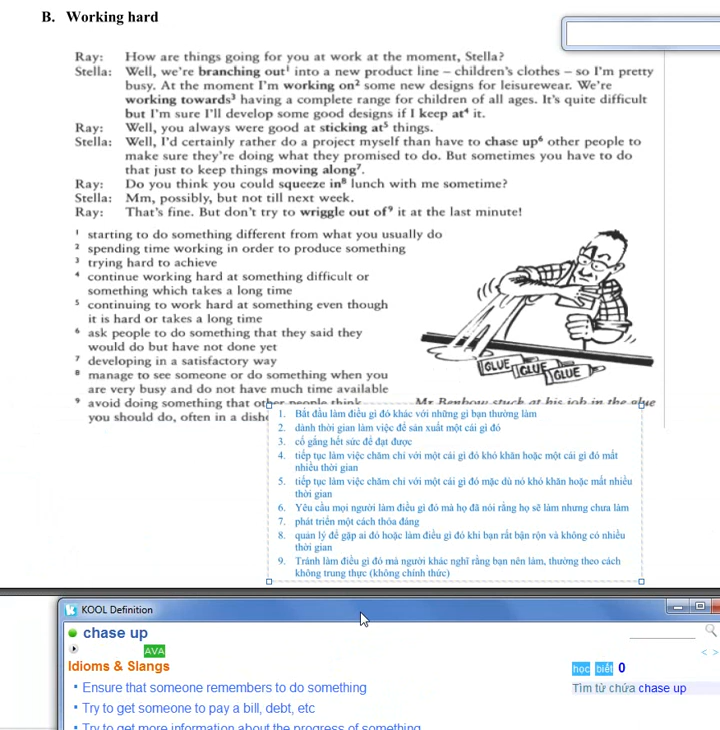 B. Working hard
Ray: How are things going for you at work at the moment, Stella?
Stella: Well, we're branching out¹ into a new product line – children's clothes – so I'm pretty
busy. At the moment I'm working on² some new designs for leisurewear. We're
working towards³ having a complete range for children of all ages. It's quite difficult
but I'm sure I'll develop some good designs if I keep at⁴ it.
Ray: Well, you always were good at sticking at⁵ things.
Stella: Well, I'd certainly rather do a project myself than have to chase up⁶ other people to
make sure they're doing what they promised to do. But sometimes you have to do
that just to keep things moving along⁷.
Ray: Do you think you could squeeze in⁸ lunch with me sometime?
Stella: Mm, possibly, but not till next week.
Ray: That's fine. But don't try to wriggle out of⁹ it at the last minute!
¹ starting to do something different from what you usually do
² spending time working in order to produce something
³ trying hard to achieve
⁴ continue working hard at something difficult or
something which takes a long time
⁵ continuing to work hard at something even though
it is hard or takes a long time
⁶ ask people to do something that they said they
would do but have not done yet
⁷ developing in a satisfactory way
⁸ manage to see someone or do something when you
are very busy and do not have much time available
⁹ avoid doing something that other people think
you should do, often in a dishe
GLUE GLUE GLUE
Mr Renhow stuck at his job in the glue
1. Bắt đầu làm điều gì đó khác với những gì bạn thường làm
2. dành thời gian làm việc để sản xuất một cái gì đó
3. cố gắng hết sức để đạt được
4. tiếp tục làm việc chăm chỉ với một cái gì đó khó khăn hoặc một cái gì đó mất
nhiều thời gian
5. tiếp tục làm việc chăm chỉ với một cái gì đó mặc dù nó khó khăn hoặc mất nhiều
thời gian
6. Yêu cầu mọi người làm điều gì đó mà họ đã nói rằng họ sẽ làm nhưng chưa làm
7. phát triển một cách thỏa đáng
8. quản lý để gặp ai đó hoặc làm điều gì đó khi bạn rất bận rộn và không có nhiều
thời gian
9. Tránh làm điều gì đó mà người khác nghĩ rằng bạn nên làm, thường theo cách
không trung thực (không chính thức)
KOOL Definition
chase up
AVA
Idioms & Slangs
học biết 0
Ensure that someone remembers to do something
Tìm từ chứa chase up
Try to get someone to pay a bill, debt, etc
Try to get more information about the progress of something